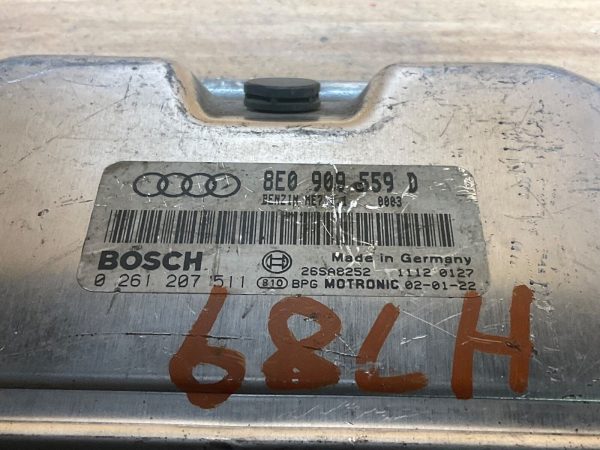 8E0 909 559 D
BENZIN 0003
BOSCH
Made in Germany
26SA8252 1112 0127
0 261 207 511
B10 BPG MOTRONIC 02-01-22
68LH